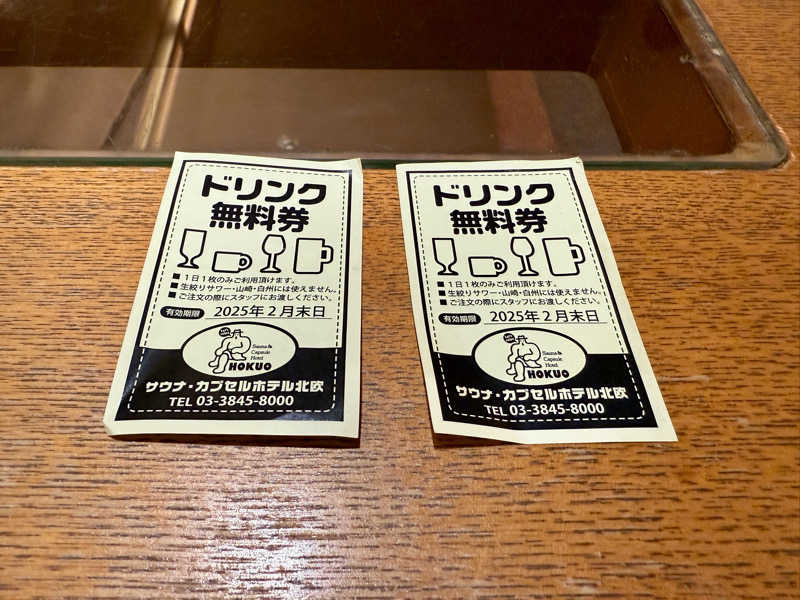 ドリンク
無料券
■ 1日1枚のみご利用頂けます。
■ 生絞りサワー・山崎・白州には使えません。
■ ご注文の際にスタッフにお渡しください。
有効期限 2025年2月末日
Sauna &
Capsule
Hotel
HOKUO
サウナ・カプセルホテル北欧
TEL 03-3845-8000
ドリンク
無料券
■ 1日1枚のみご利用頂けます。
■ 生絞りサワー・山崎・白州には使えません。
■ ご注文の際にスタッフにお渡しください。
有効期限 2025年2月末日
Sauna &
Capsule
Hotel
HOKUO
サウナ・カプセルホテル北欧
TEL 03-3845-8000